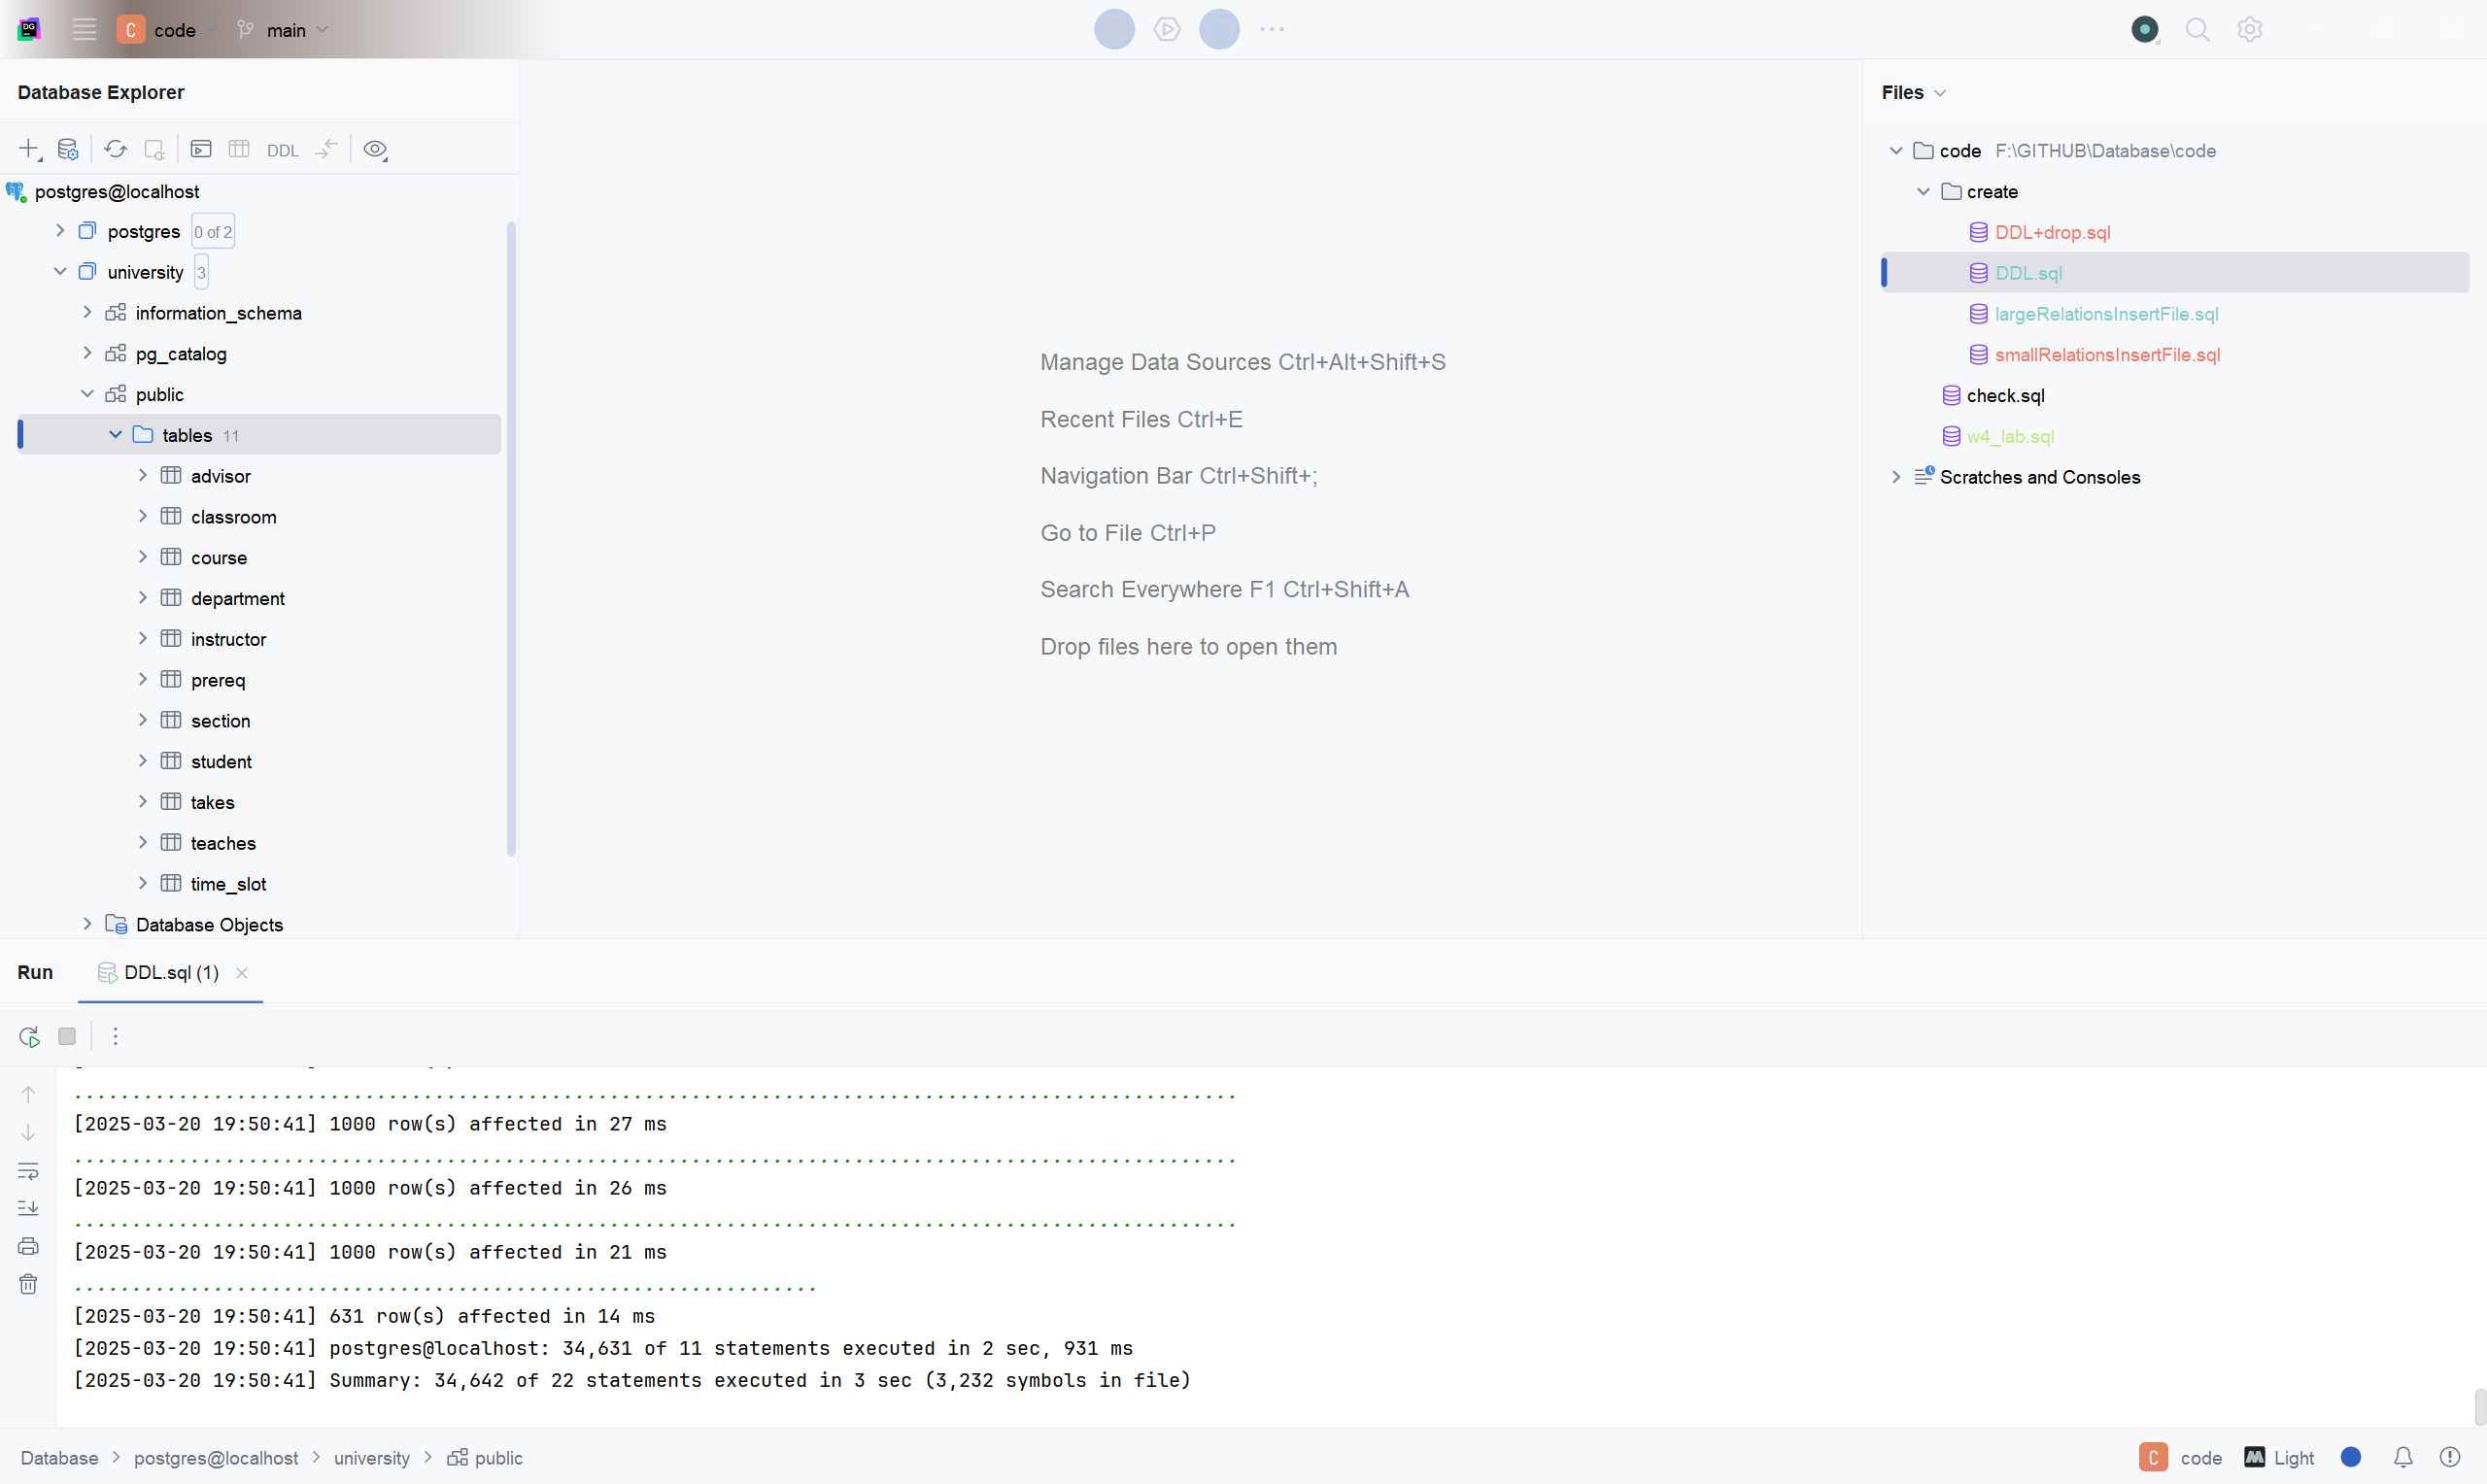 DG
C code main
Database Explorer
DDL
postgres@localhost
postgres 0 of 2
university 3
information_schema
pg_catalog
public
tables 11
advisor
classroom
course
department
instructor
prereq
section
student
takes
teaches
time_slot
Database Objects
Manage Data Sources Ctrl+Alt+Shift+S
Recent Files Ctrl+E
Navigation Bar Ctrl+Shift+;
Go to File Ctrl+P
Search Everywhere F1 Ctrl+Shift+A
Drop files here to open them
Files
code F:\GITHUB\Database\code
create
DDL+drop.sql
DDL.sql
largeRelationsInsertFile.sql
smallRelationsInsertFile.sql
check.sql
w4_lab.sql
Scratches and Consoles
Run DDL.sql (1)
[2025-03-20 19:50:41] 1000 row(s) affected in 27 ms
[2025-03-20 19:50:41] 1000 row(s) affected in 26 ms
[2025-03-20 19:50:41] 1000 row(s) affected in 21 ms
[2025-03-20 19:50:41] 631 row(s) affected in 14 ms
[2025-03-20 19:50:41] postgres@localhost: 34,631 of 11 statements executed in 2 sec, 931 ms
[2025-03-20 19:50:41] Summary: 34,642 of 22 statements executed in 3 sec (3,232 symbols in file)
Database > postgres@localhost > university > public
C code M Light